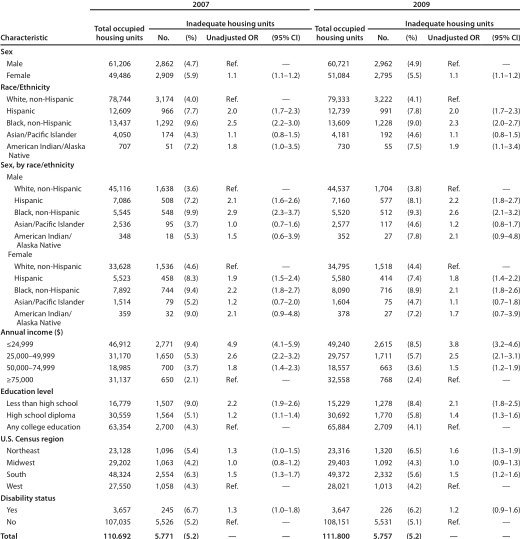 2007 2009
Inadequate housing units Inadequate housing units
Total occupied Total occupied
Characteristic housing units No. (%) Unadjusted OR (95% CI) housing units No. (%) Unadjusted OR (95% CI)
Sex
Male 61,206 2,862 (4.7) Ref. — 60,721 2,962 (4.9) Ref. —
Female 49,486 2,909 (5.9) 1.1 (1.1–1.2) 51,084 2,795 (5.5) 1.1 (1.1–1.2)
Race/Ethnicity
White, non-Hispanic 78,744 3,174 (4.0) Ref. — 79,333 3,222 (4.1) Ref. —
Hispanic 12,609 966 (7.7) 2.0 (1.7–2.3) 12,739 991 (7.8) 2.0 (1.7–2.3)
Black, non-Hispanic 13,437 1,292 (9.6) 2.5 (2.2–3.0) 13,609 1,228 (9.0) 2.3 (2.0–2.7)
Asian/Pacific Islander 4,050 174 (4.3) 1.1 (0.8–1.5) 4,181 192 (4.6) 1.1 (0.8–1.5)
American Indian/Alaska 707 51 (7.2) 1.8 (1.0–3.5) 730 55 (7.5) 1.9 (1.1–3.4)
Native
Sex, by race/ethnicity
Male
White, non-Hispanic 45,116 1,638 (3.6) Ref. — 44,537 1,704 (3.8) Ref. —
Hispanic 7,086 508 (7.2) 2.1 (1.6–2.6) 7,160 577 (8.1) 2.2 (1.8–2.7)
Black, non-Hispanic 5,545 548 (9.9) 2.9 (2.3–3.7) 5,520 512 (9.3) 2.6 (2.1–3.2)
Asian/Pacific Islander 2,536 95 (3.7) 1.0 (0.7–1.6) 2,577 117 (4.6) 1.2 (0.8–1.7)
American Indian/ 348 18 (5.3) 1.5 (0.6–3.9) 352 27 (7.8) 2.1 (0.9–4.8)
Alaska Native
Female
White, non-Hispanic 33,628 1,536 (4.6) Ref. — 34,795 1,518 (4.4) Ref. —
Hispanic 5,523 458 (8.3) 1.9 (1.5–2.4) 5,580 414 (7.4) 1.8 (1.4–2.2)
Black, non-Hispanic 7,892 744 (9.4) 2.2 (1.8–2.7) 8,090 716 (8.9) 2.1 (1.8–2.6)
Asian/Pacific Islander 1,514 79 (5.2) 1.2 (0.7–2.0) 1,604 75 (4.7) 1.1 (0.7–1.8)
American Indian/ 359 32 (9.0) 2.1 (0.9–4.8) 378 27 (7.2) 1.7 (0.7–3.9)
Alaska Native
Annual income ($)
≤24,999 46,912 2,771 (9.4) 4.9 (4.1–5.9) 49,240 2,615 (8.5) 3.8 (3.2–4.6)
25,000–49,999 31,170 1,650 (5.3) 2.6 (2.2–3.2) 29,757 1,711 (5.7) 2.5 (2.1–3.1)
50,000–74,999 18,985 700 (3.7) 1.8 (1.4–2.3) 18,557 663 (3.6) 1.5 (1.2–1.9)
≥75,000 31,137 650 (2.1) Ref. — 32,558 768 (2.4) Ref. —
Education level
Less than high school 16,779 1,507 (9.0) 2.2 (1.9–2.6) 15,229 1,278 (8.4) 2.1 (1.8–2.5)
High school diploma 30,559 1,564 (5.1) 1.2 (1.1–1.4) 30,692 1,770 (5.8) 1.4 (1.3–1.6)
Any college education 63,354 2,700 (4.3) Ref. — 65,884 2,709 (4.1) Ref. —
U.S. Census region
Northeast 23,128 1,096 (5.4) 1.3 (1.0–1.5) 23,316 1,320 (6.5) 1.6 (1.3–1.9)
Midwest 29,202 1,063 (4.2) 1.0 (0.8–1.2) 29,403 1,092 (4.3) 1.0 (0.9–1.3)
South 48,324 2,554 (6.3) 1.5 (1.3–1.7) 49,372 2,332 (5.6) 1.5 (1.2–1.6)
West 27,550 1,058 (4.3) Ref. — 28,021 1,013 (4.2) Ref. —
Disability status
Yes 3,657 245 (6.7) 1.3 (1.0–1.8) 3,647 226 (6.2) 1.2 (0.9–1.6)
No 107,035 5,526 (5.2) Ref. — 108,151 5,531 (5.1) Ref. —
Total 110,692 5,771 (5.2) — — 111,800 5,757 (5.2) — —